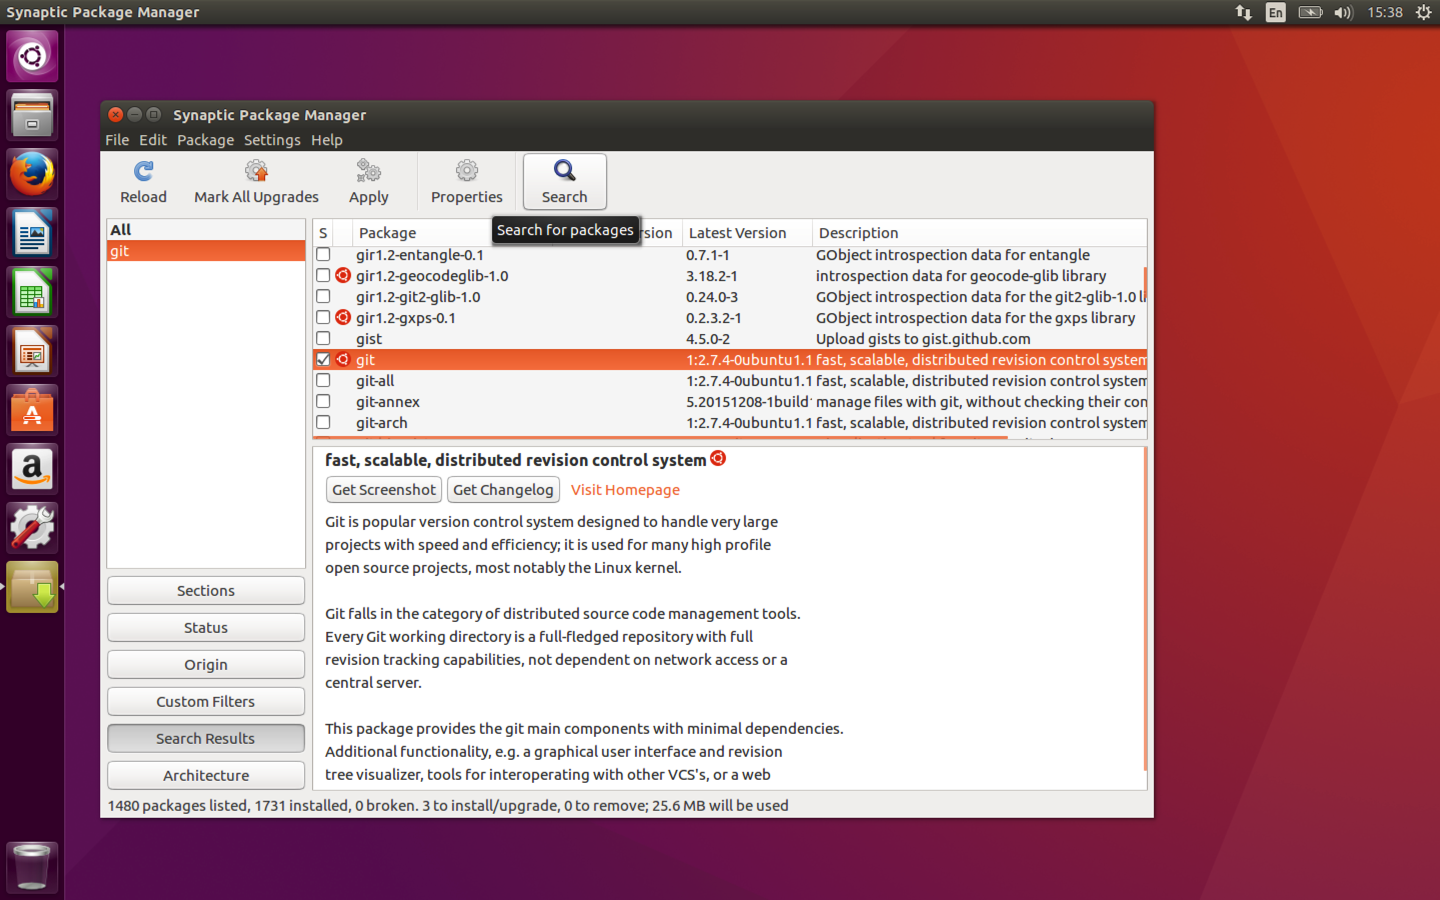 Synaptic Package Manager
En
15:38
Synaptic Package Manager
File Edit Package Settings Help
Reload Mark All Upgrades Apply Properties Search
Search for packages
All
git
S Package Latest Version Description
gir1.2-entangle-0.1 0.7.1-1 GObject introspection data for entangle
gir1.2-geocodeglib-1.0 3.18.2-1 introspection data for geocode-glib library
gir1.2-git2-glib-1.0 0.24.0-3 GObject introspection data for the git2-glib-1.0 li
gir1.2-gxps-0.1 0.2.3.2-1 GObject introspection data for the gxps library
gist 4.5.0-2 Upload gists to gist.github.com
git 1:2.7.4-0ubuntu1.1 fast, scalable, distributed revision control system
git-all 1:2.7.4-0ubuntu1.1 fast, scalable, distributed revision control system
git-annex 5.20151208-1build manage files with git, without checking their con
git-arch 1:2.7.4-0ubuntu1.1 fast, scalable, distributed revision control system
fast, scalable, distributed revision control system
Get Screenshot Get Changelog Visit Homepage
Git is popular version control system designed to handle very large
projects with speed and efficiency; it is used for many high profile
open source projects, most notably the Linux kernel.
Git falls in the category of distributed source code management tools.
Every Git working directory is a full-fledged repository with full
revision tracking capabilities, not dependent on network access or a
central server.
This package provides the git main components with minimal dependencies.
Additional functionality, e.g. a graphical user interface and revision
tree visualizer, tools for interoperating with other VCS's, or a web
Sections
Status
Origin
Custom Filters
Search Results
Architecture
1480 packages listed, 1731 installed, 0 broken. 3 to install/upgrade, 0 to remove; 25.6 MB will be used